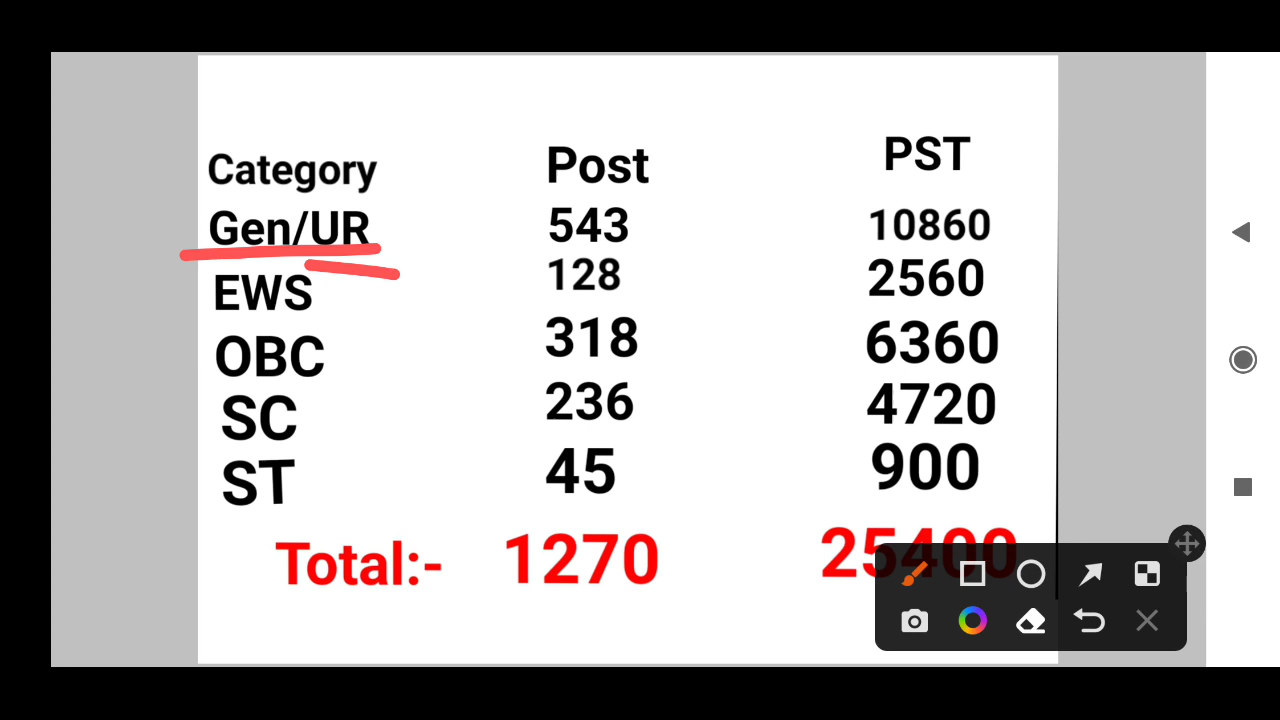 Category Post PST
Gen/UR 543 10860
EWS 128 2560
OBC 318 6360
SC 236 4720
ST 45 900
Total:- 1270 25400